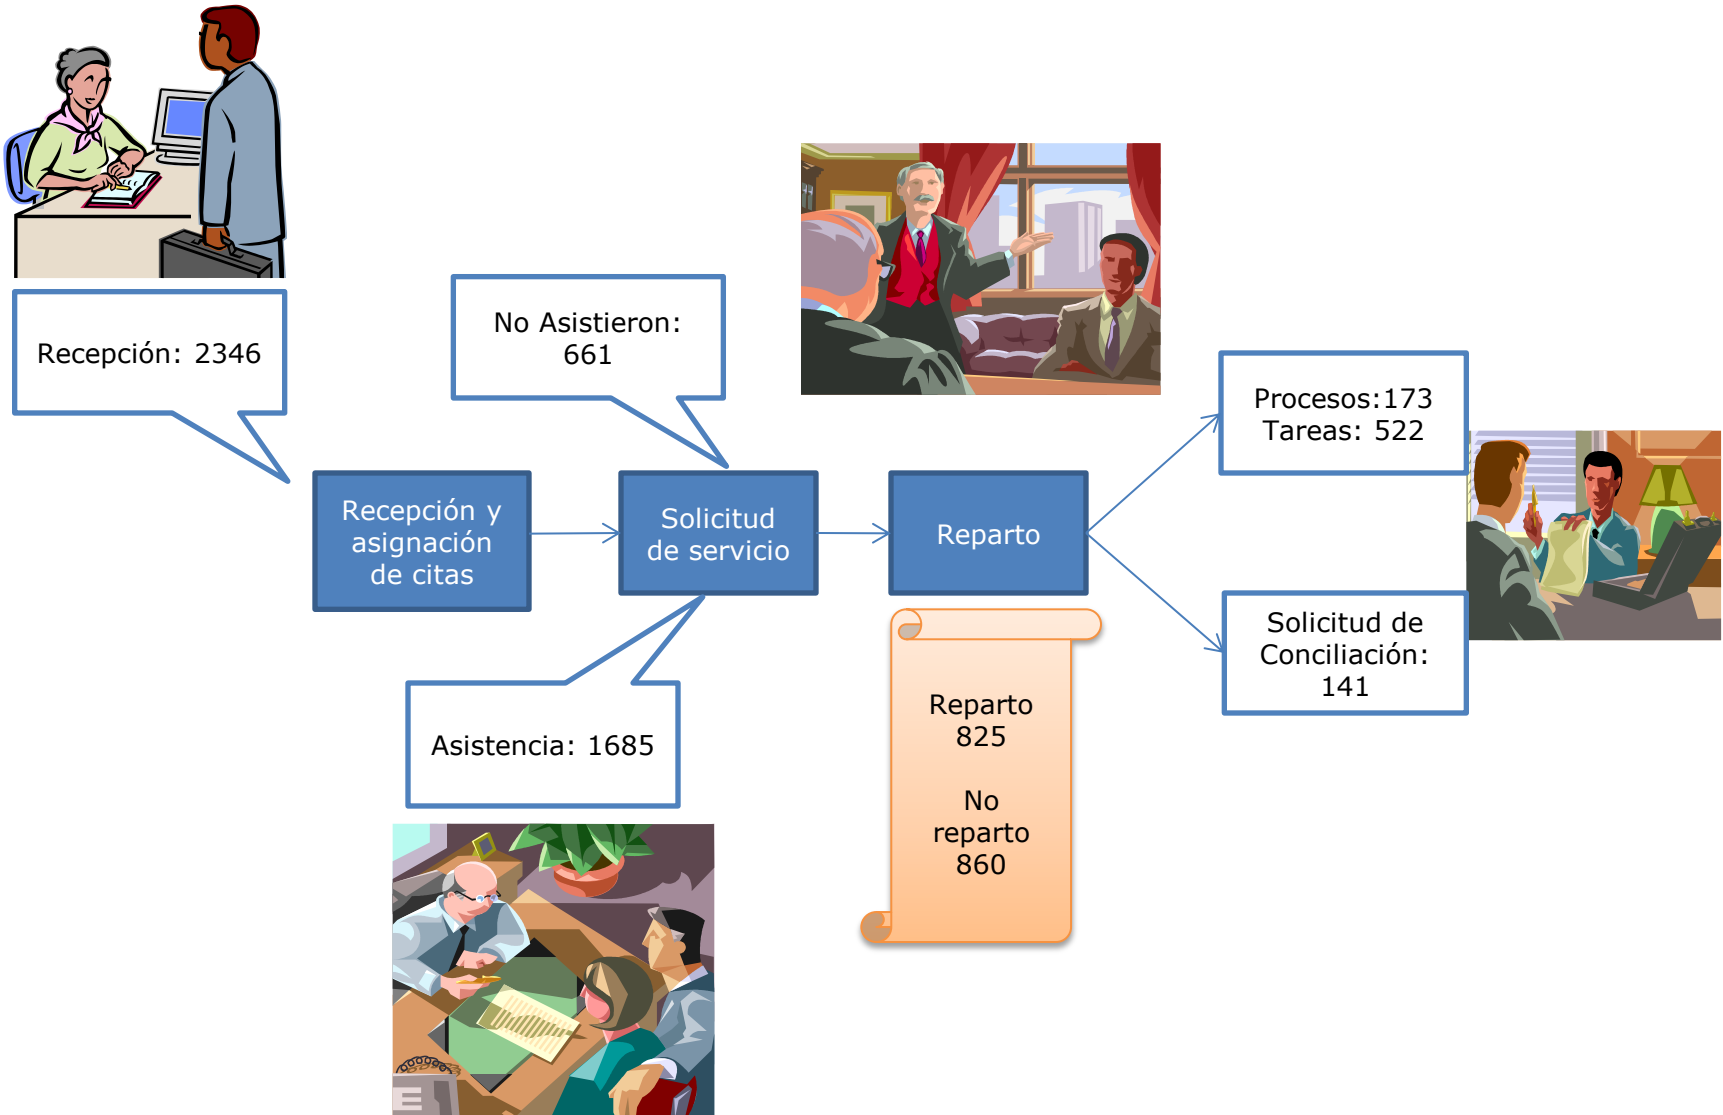 Recepción: 2346
No Asistieron:
661
Recepción y
asignación
de citas
Solicitud
de servicio
Reparto
Asistencia: 1685
Reparto
825
No
reparto
860
Procesos:173
Tareas: 522
Solicitud de
Conciliación:
141